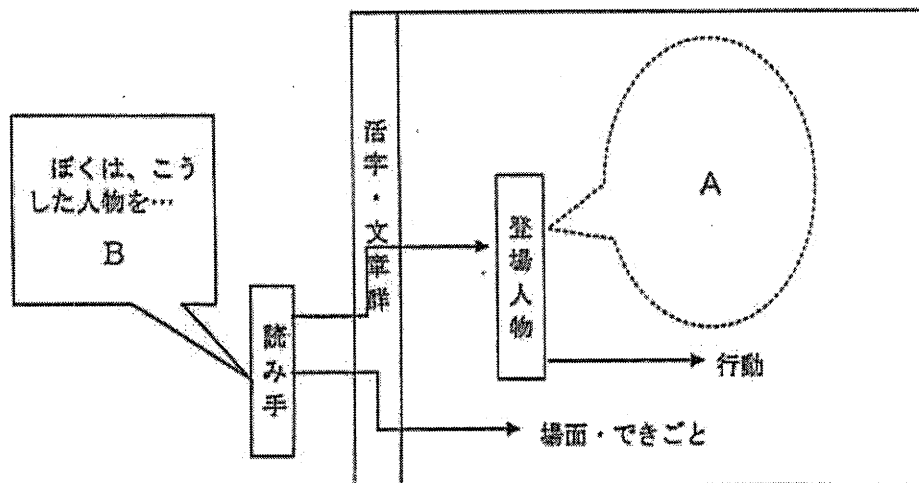 ぼくは、こう
した人物を…
B
読み手
活字・文章群
登場人物
A
行動
場面・できごと